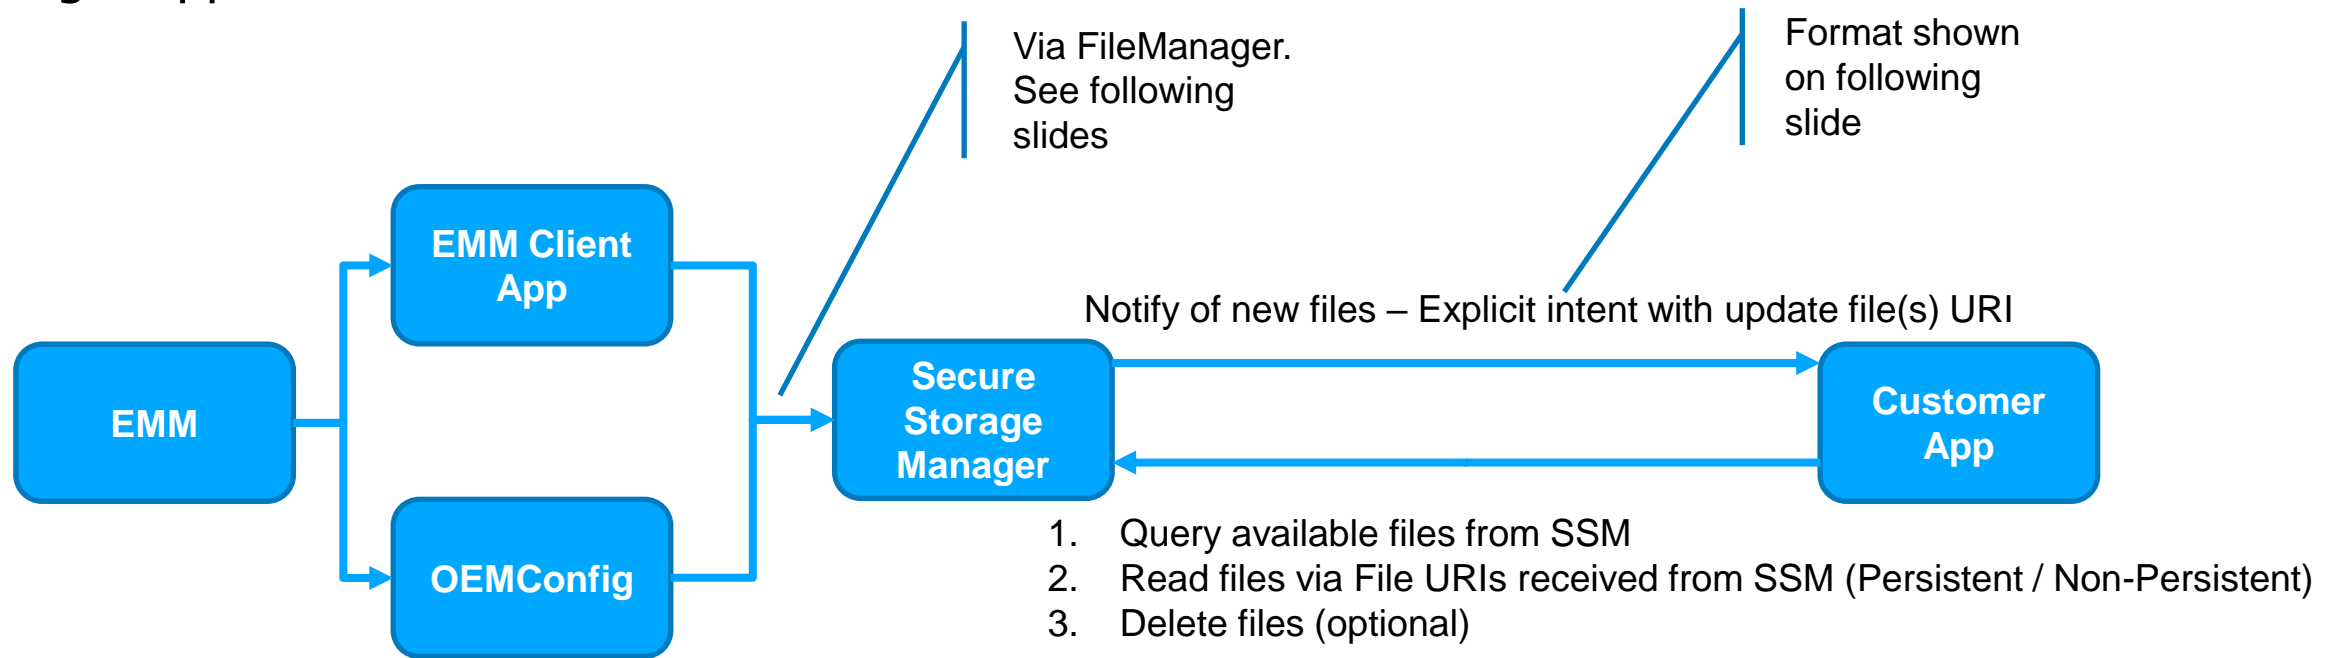 Via FileManager.
See following
slides
Format shown
on following
slide
EMM Client
App
Notify of new files – Explicit intent with update file(s) URI
EMM
Secure
Storage
Manager
Customer
App
OEMConfig
1. Query available files from SSM
2. Read files via File URIs received from SSM (Persistent / Non-Persistent)
3. Delete files (optional)